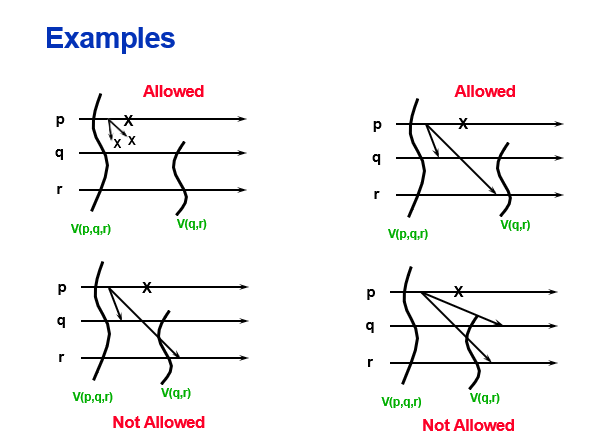 Examples
Allowed
p X
X X
q
r
V(p,q,r) V(q,r)
Allowed
p X
q
r
V(p,q,r) V(q,r)
p X
q
r
V(p,q,r) V(q,r)
Not Allowed
p X
q
r
V(p,q,r) V(q,r)
Not Allowed